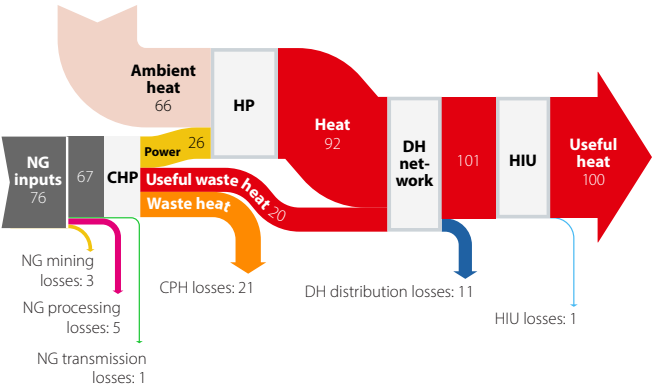 Ambient
heat
66
HP
Heat
92
Power
26
NG
inputs
76
67
CHP
Useful waste heat 20
Waste heat
DH
net-
work
101
HIU
Useful
heat
100
NG mining
losses: 3
NG processing
losses: 5
NG transmission
losses: 1
CPH losses: 21
DH distribution losses: 11
HIU losses: 1